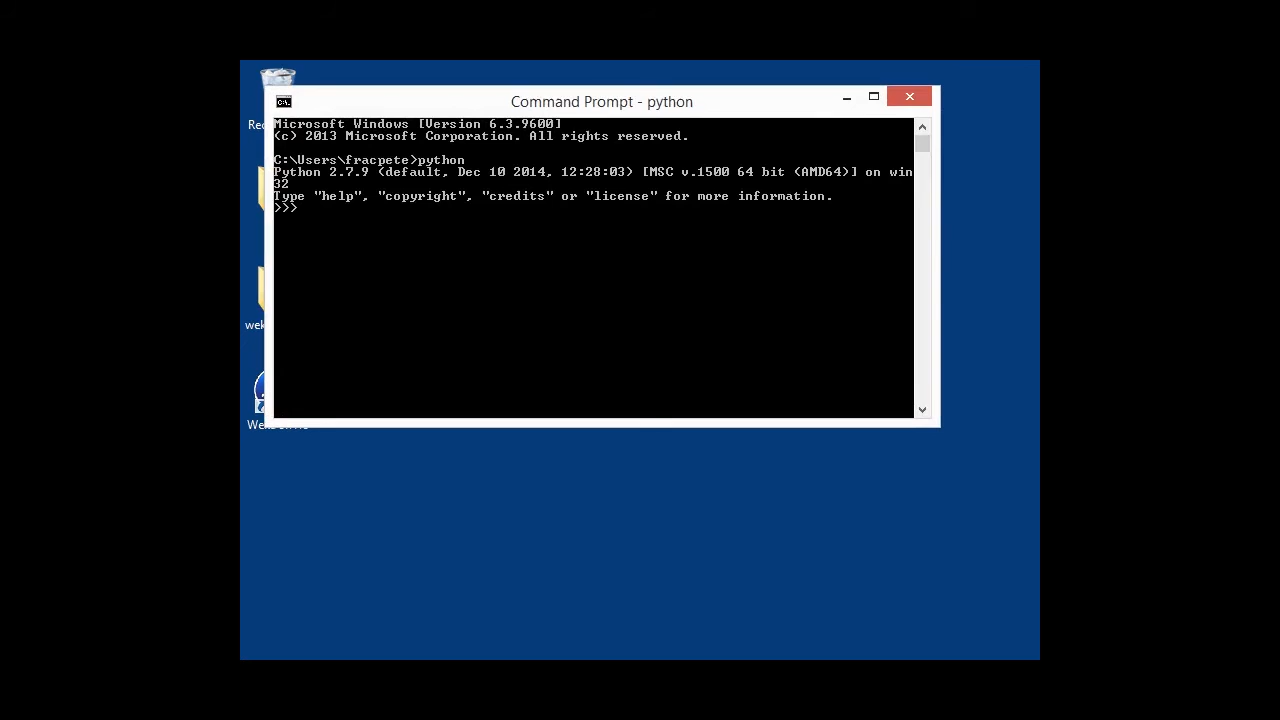 Command Prompt - python
Microsoft Windows [Version 6.3.9600]
(c) 2013 Microsoft Corporation. All rights reserved.
C:\Users\fracpete>python
Python 2.7.9 (default, Dec 10 2014, 12:28:03) [MSC v.1500 64 bit (AMD64)] on win
32
Type "help", "copyright", "credits" or "license" for more information.
>>>